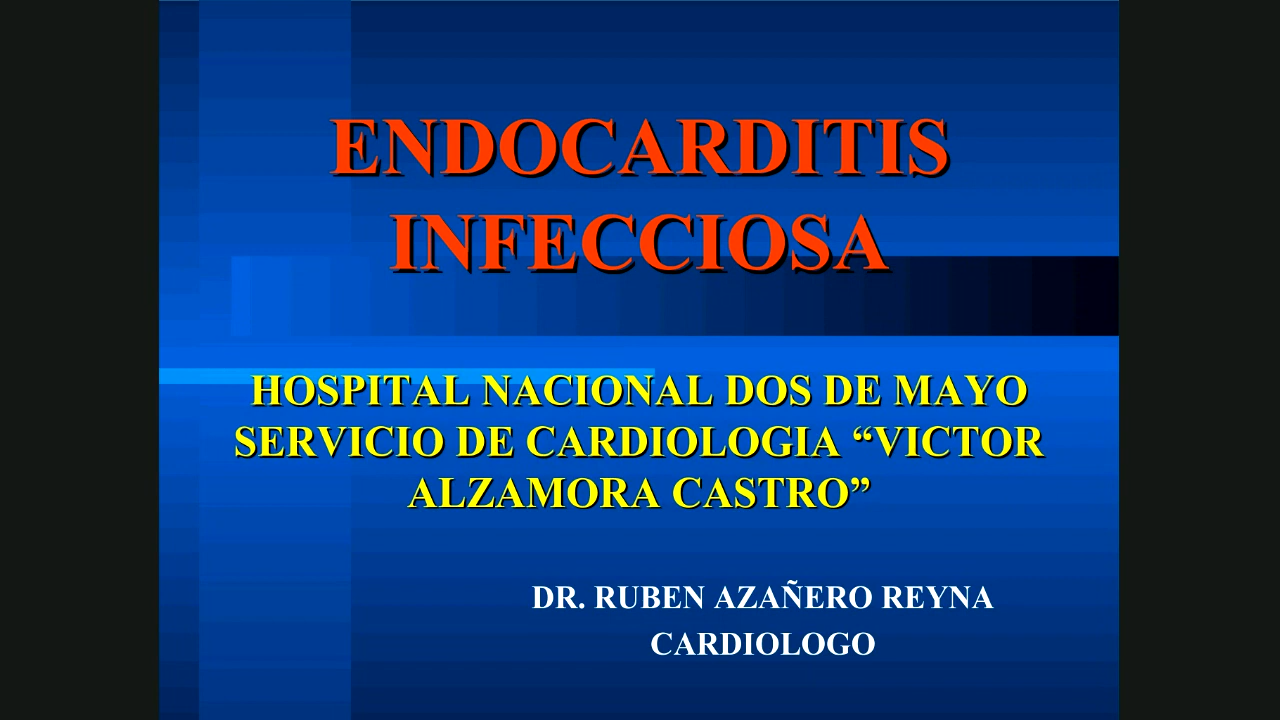 ENDOCARDITIS
INFECCIOSA
HOSPITAL NACIONAL DOS DE MAYO
SERVICIO DE CARDIOLOGIA “VICTOR
ALZAMORA CASTRO”
DR. RUBEN AZAÑERO REYNA
CARDIOLOGO